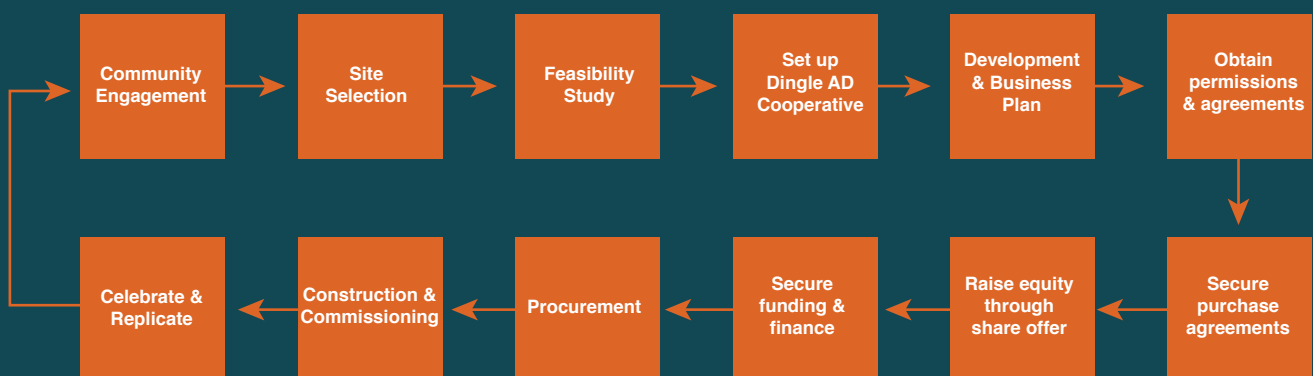 Community
Engagement
Site
Selection
Feasibility
Study
Set up
Dingle AD
Cooperative
Development
& Business
Plan
Obtain
permissions
& agreements
Celebrate &
Replicate
Construction &
Commissioning
Procurement
Secure
funding &
finance
Raise equity
through
share offer
Secure
purchase
agreements